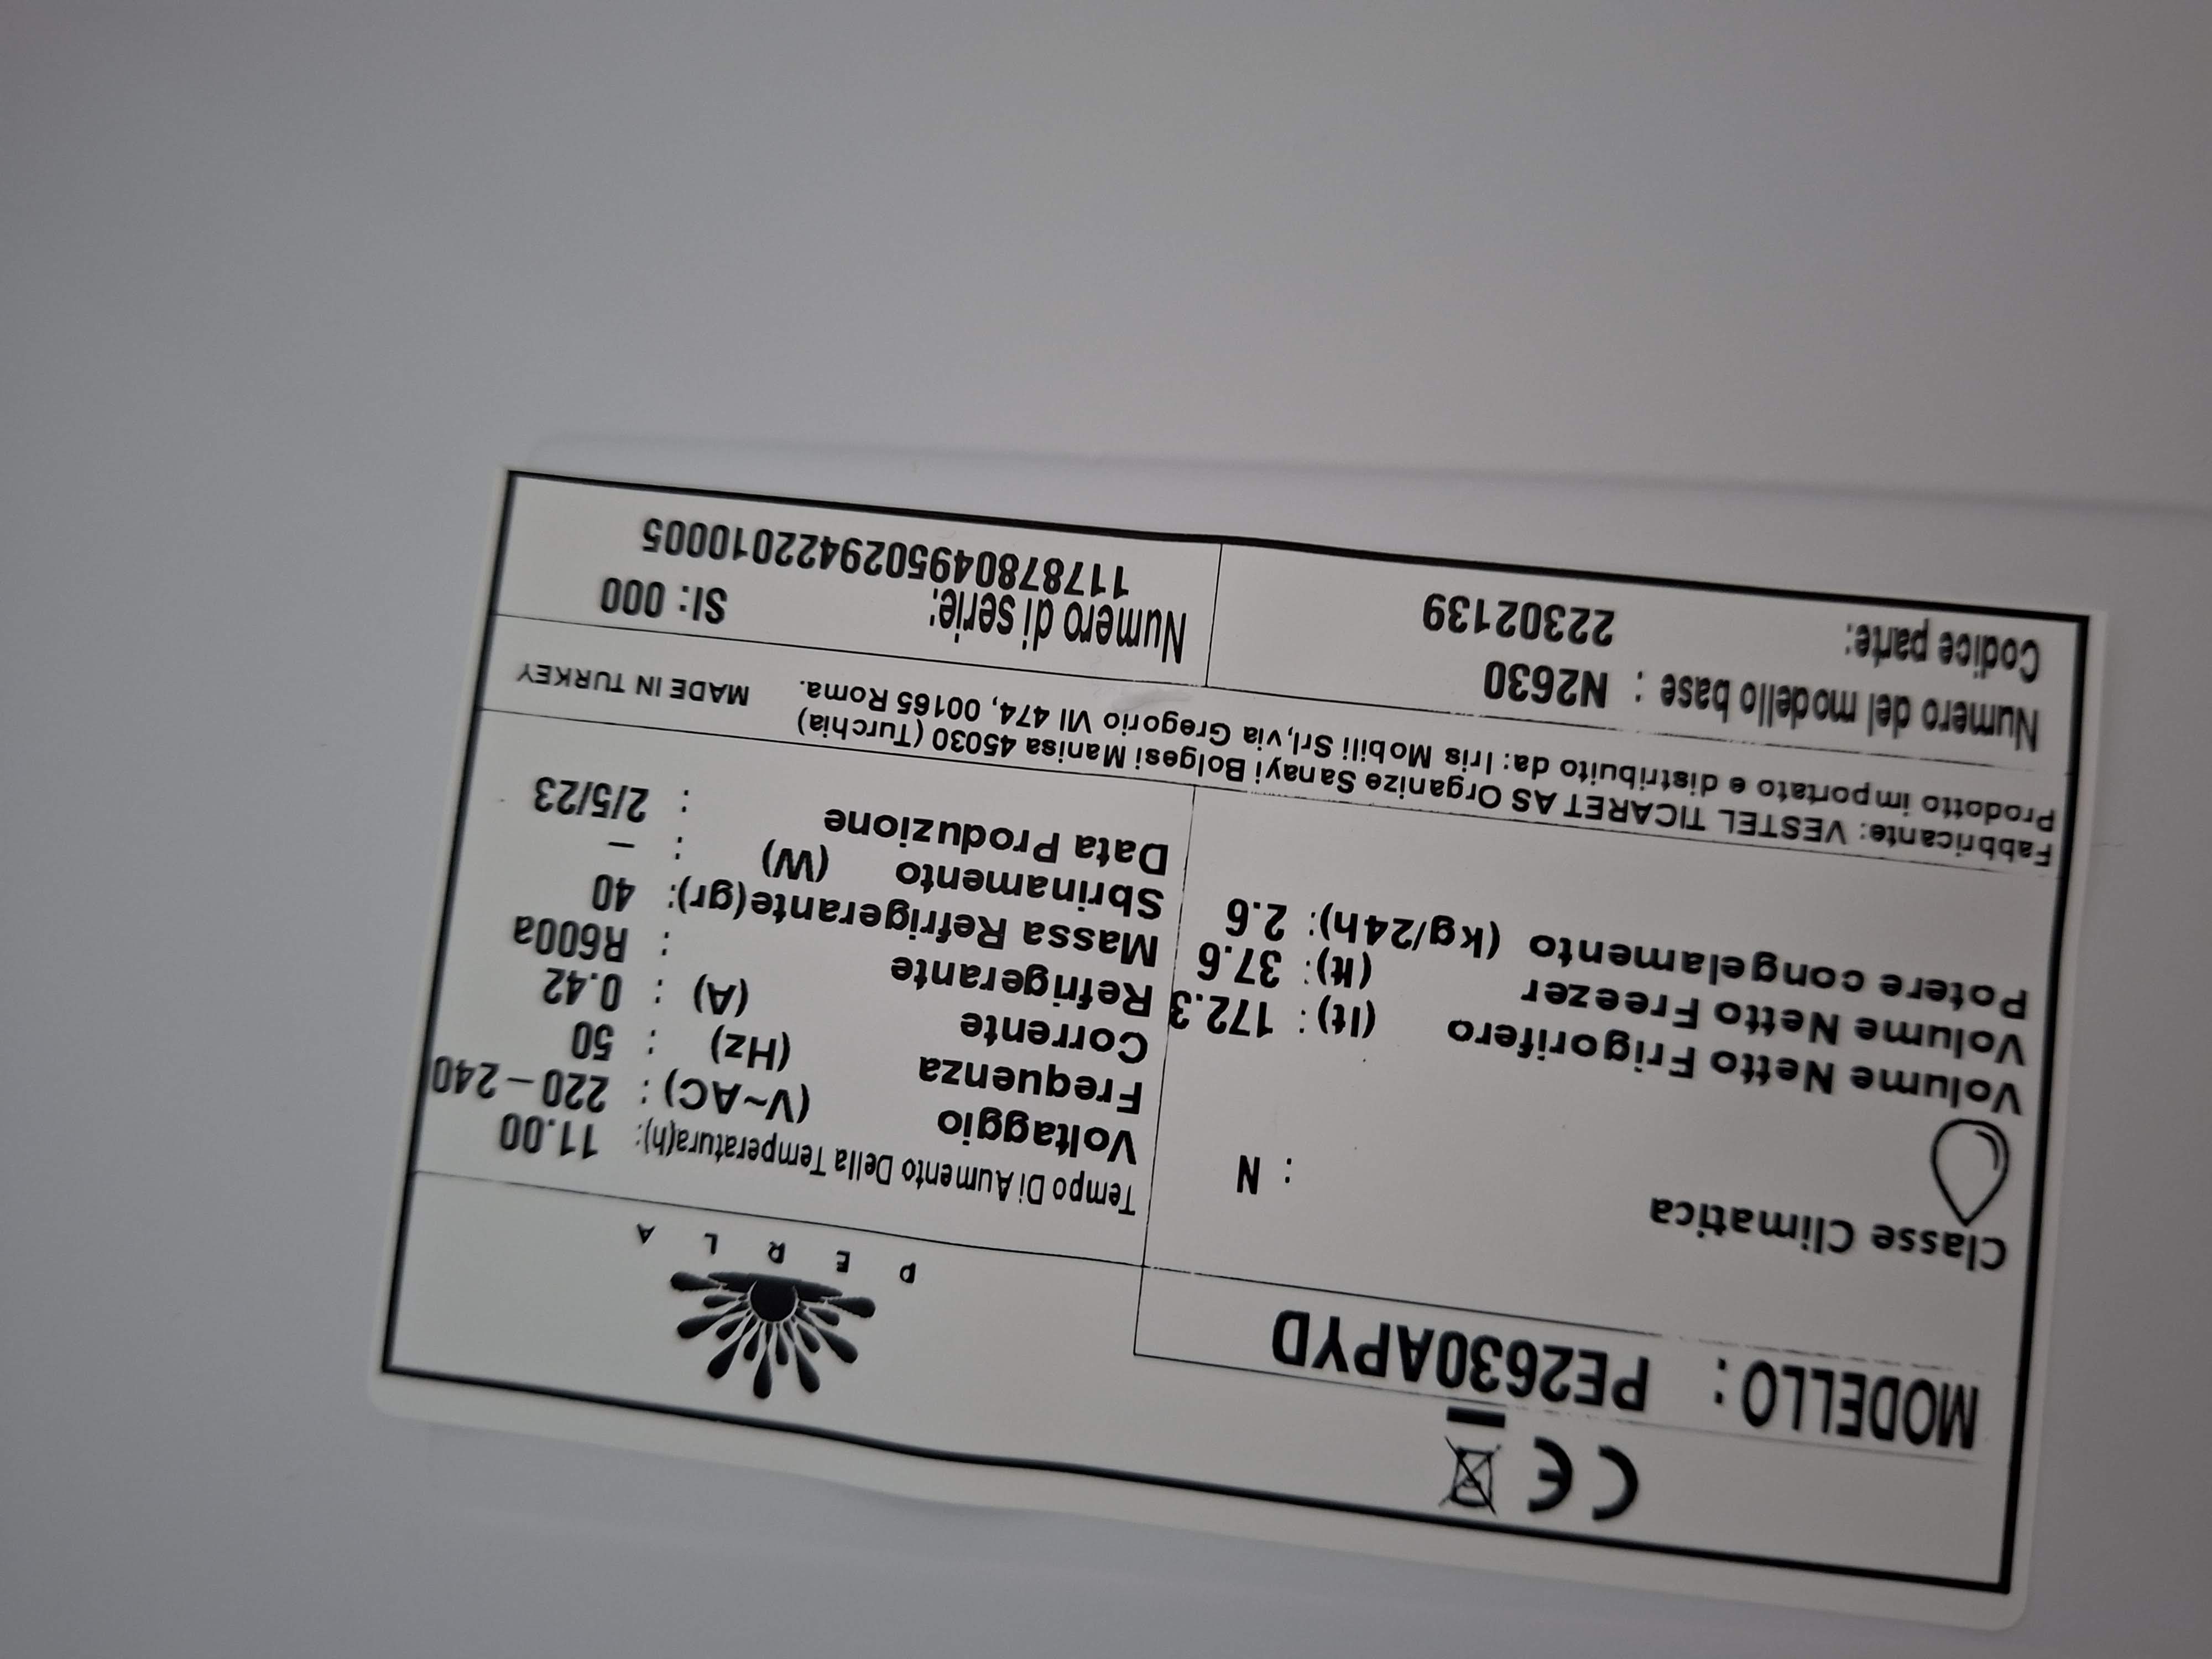 CE
MODELLO : PE2630APYD
P E R L A
Classe Climatica : N
Volume Netto Frigorifero (lt): 172.3
Volume Netto Freezer (lt): 37.6
Potere congelamento (kg/24h): 2.6
Tempo Di Aumento Della Temperatura(h): 11.00
Voltaggio (V~AC) : 220-240
Frequenza (Hz) : 50
Corrente (A) : 0.42
Refrigerante : R600a
Massa Refrigerante(gr): 40
Sbrinamento (W) : –
Data Produzione : 2/5/23
Fabbricante: VESTEL TICARET AS Organize Sanayi Bolgesi Manisa 45030 (Turchia)
Prodotto importato e distribuito da: Iris Mobili Srl,via Gregorio VII 474, 00165 Roma. MADE IN TURKEY
Numero del modello base : N2630
Codice parte: 22302139
Numero di serie: SI: 000
1178780495029422010005